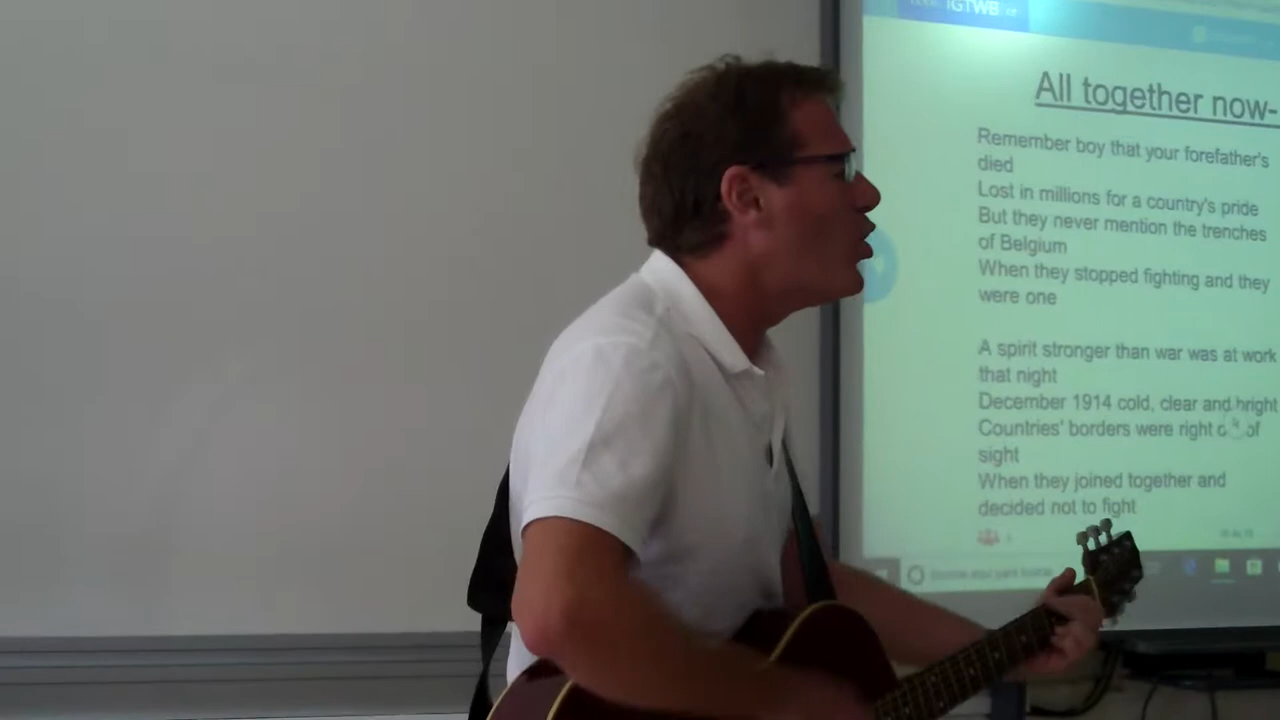 IGTWB
All together now-
Remember boy that your forefather's
died
Lost in millions for a country's pride
But they never mention the trenches
of Belgium
When they stopped fighting and they
were one
A spirit stronger than war was at work
that night
December 1914 cold, clear and bright
Countries' borders were right of
sight
When they joined together and
decided not to fight